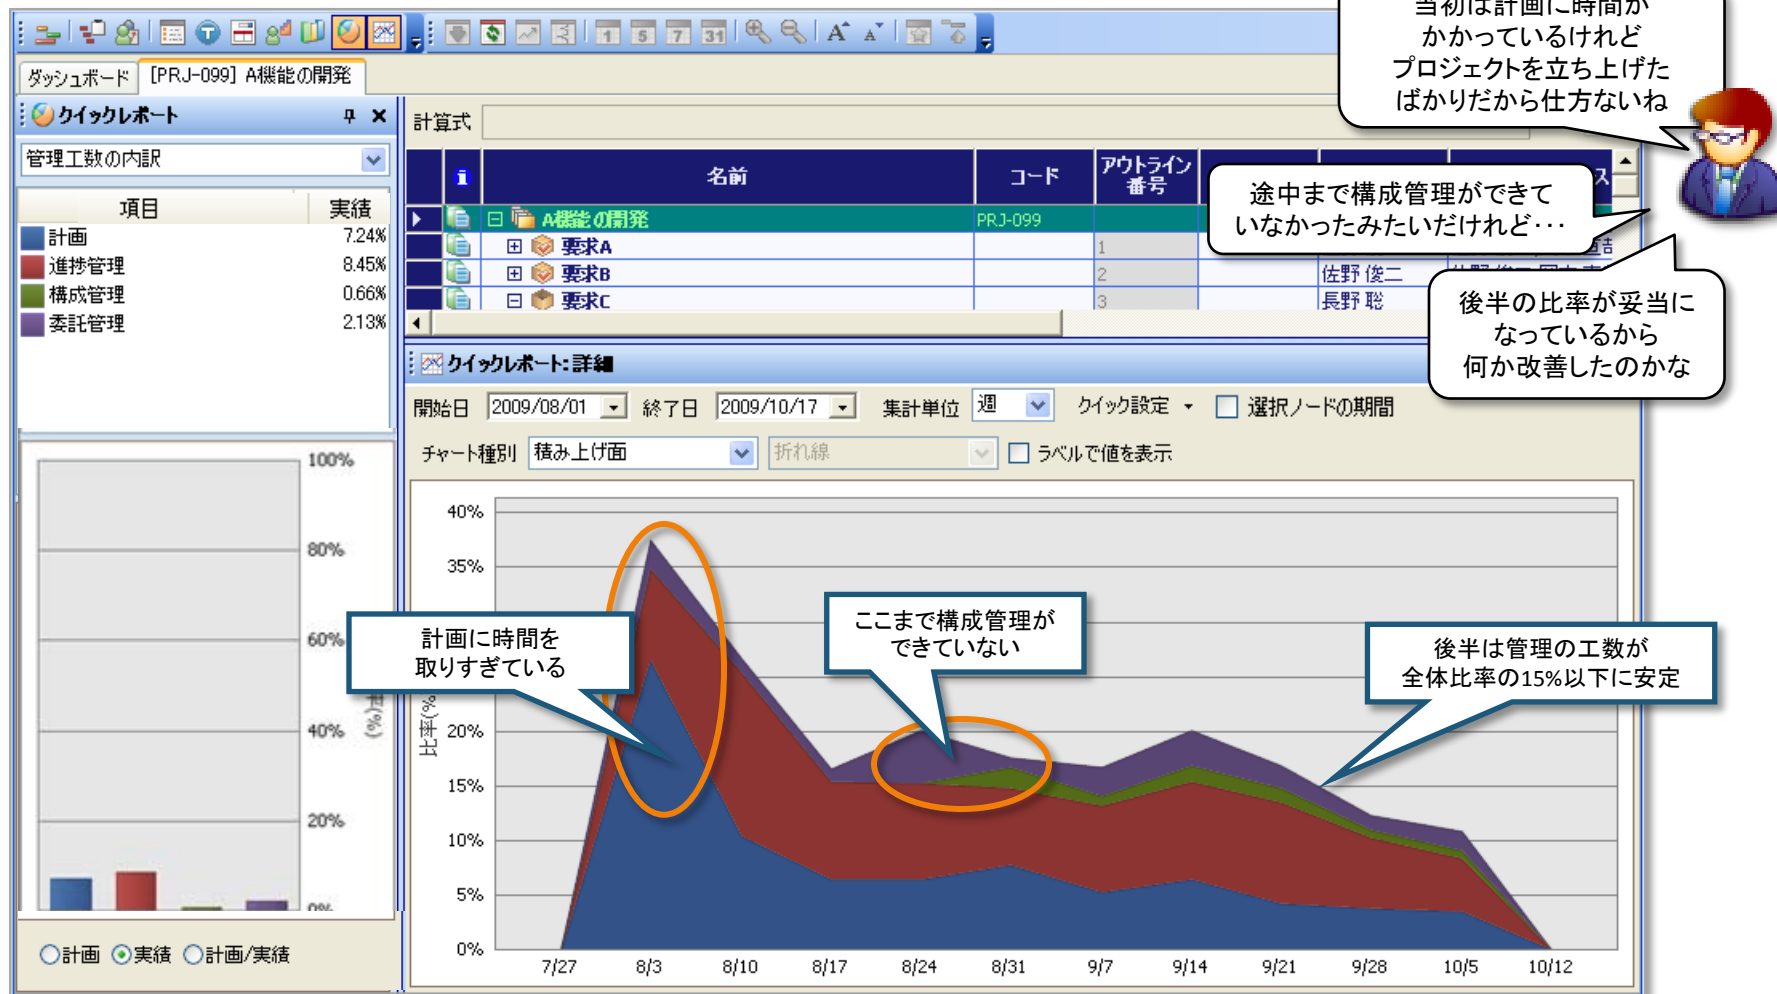 当初は計画に時間が
かかっているけれど
プロジェクトを立ち上げた
ばかりだから仕方ないね
1 5 7 31
ダッシュボード
[PRJ-099] A機能の開発
クイックレポート
管理工数の内訳
項目 実績
計画 7.24%
進捗管理 8.45%
構成管理 0.66%
委託管理 2.13%
計算式
名前 コード アウトライン
番号
ス
A機能の開発 PRJ-099
要求A 1
要求B 2 佐野 俊二
要求C 3 長野 聡
途中まで構成管理ができて
いなかったみたいだけれど・・・
後半の比率が妥当に
なっているから
何か改善したのかな
クイックレポート:詳細
開始日 2009/08/01 終了日 2009/10/17 集計単位 週 クイック設定 選択ノードの期間
チャート種別 積み上げ面 折れ線 ラベルで値を表示
100%
80%
60%
40%
20%
0%
(%)
計画 実績 計画/実績
40%
35%
20%
15%
10%
5%
0%
比率(%
計画に時間を
取りすぎている
ここまで構成管理が
できていない
後半は管理の工数が
全体比率の15%以下に安定
7/27 8/3 8/10 8/17 8/24 8/31 9/7 9/14 9/21 9/28 10/5 10/12